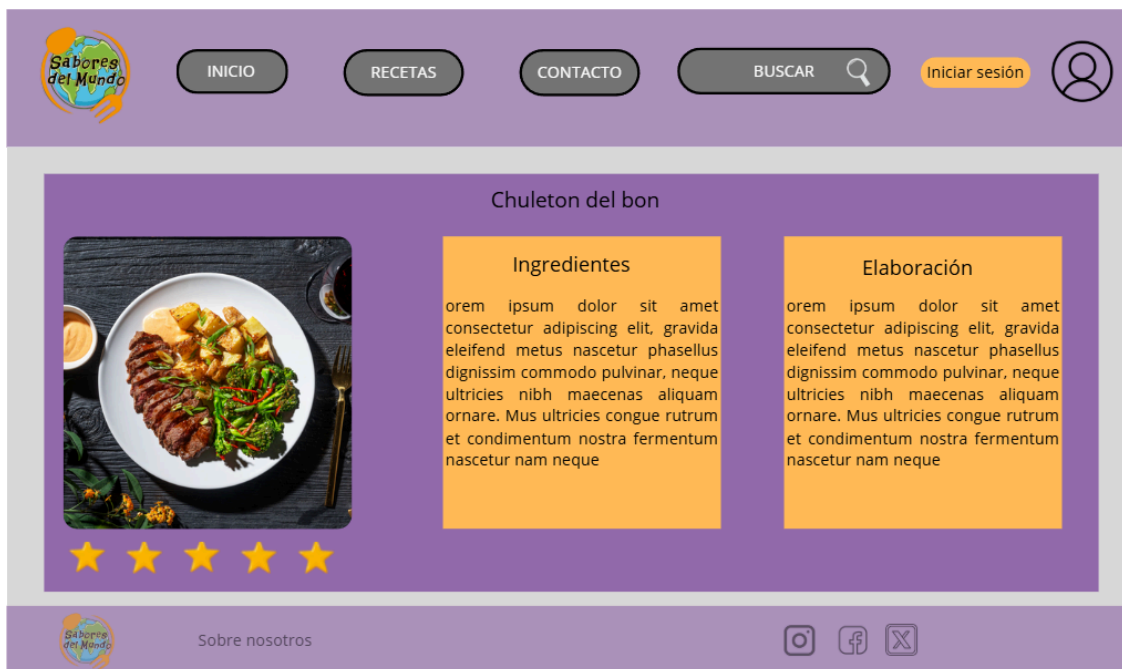 Sabores
del Mundo
INICIO
RECETAS
CONTACTO
BUSCAR
Iniciar sesión
Chuleton del bon
Ingredientes
orem ipsum dolor sit amet
consectetur adipiscing elit, gravida
eleifend metus nascetur phasellus
dignissim commodo pulvinar, neque
ultricies nibh maecenas aliquam
ornare. Mus ultricies congue rutrum
et condimentum nostra fermentum
nascetur nam neque
Elaboración
orem ipsum dolor sit amet
consectetur adipiscing elit, gravida
eleifend metus nascetur phasellus
dignissim commodo pulvinar, neque
ultricies nibh maecenas aliquam
ornare. Mus ultricies congue rutrum
et condimentum nostra fermentum
nascetur nam neque
Sabores
del Mundo
Sobre nosotros